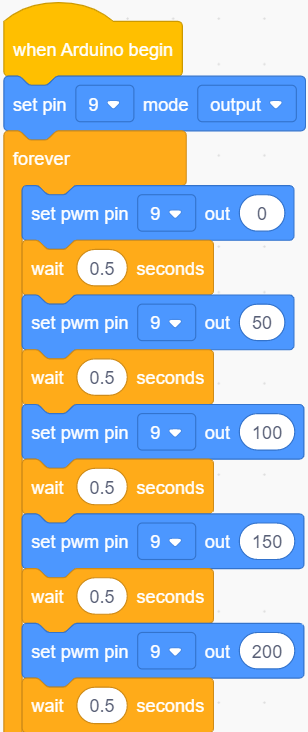 when Arduino begin
set pin 9 mode output
forever
set pwm pin 9 out 0
wait 0.5 seconds
set pwm pin 9 out 50
wait 0.5 seconds
set pwm pin 9 out 100
wait 0.5 seconds
set pwm pin 9 out 150
wait 0.5 seconds
set pwm pin 9 out 200
wait 0.5 seconds